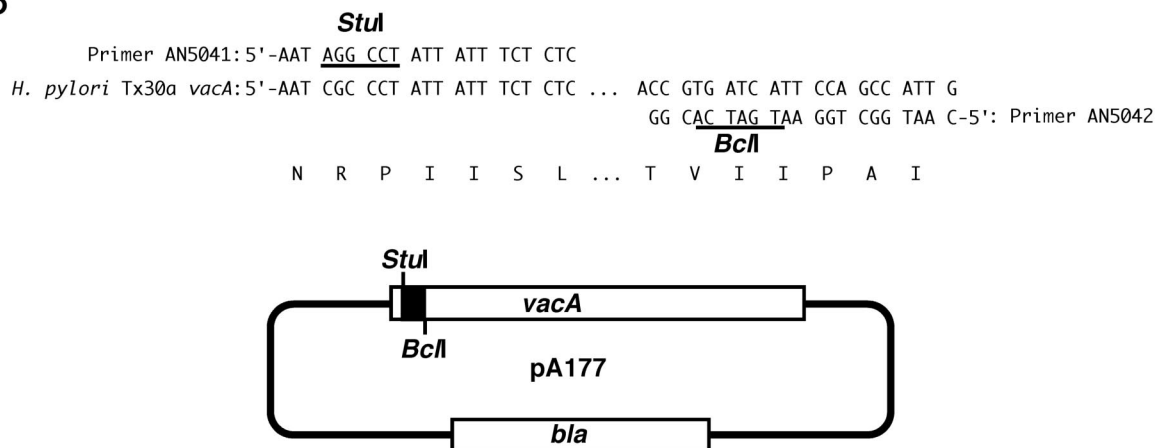 StuI
Primer AN5041: 5'-AAT AGG CCT ATT ATT TCT CTC
H. pylori Tx30a vacA: 5'-AAT CGC CCT ATT ATT TCT CTC ... ACC GTG ATC ATT CCA GCC ATT G
GG CAC TAG TAA GGT CGG TAA C-5': Primer AN5042
BclI
N R P I I S L ... T V I I P A I
StuI
vacA
BclI
pA177
bla